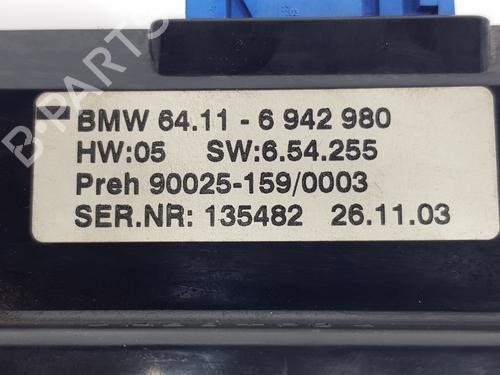 B-PARTS
BMW 64.11 - 6 942 980
HW:05 SW:6.54.255
Preh 90025-159/0003
SER.NR: 135482 26.11.03